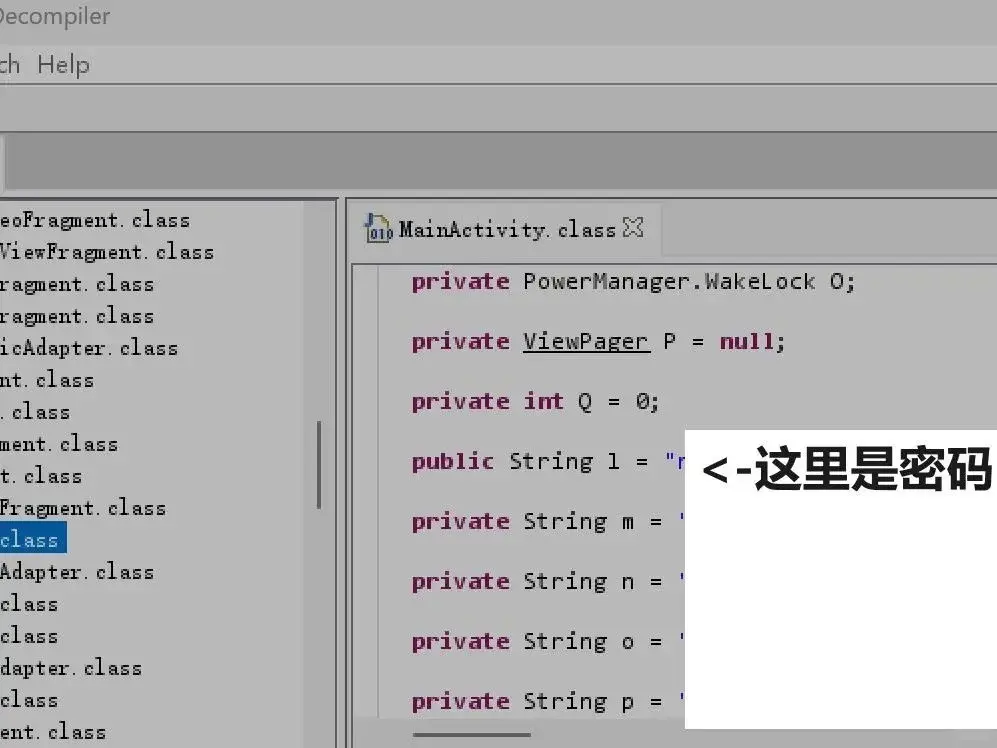 Decompiler
ch Help
eoFragment.class
ViewFragment.class
ragment.class
ragment.class
icAdapter.class
nt.class
.class
ment.class
t.class
Fragment.class
class
Adapter.class
class
class
dapter.class
class
ent.class
MainActivity.class
private PowerManager.WakeLock O;
private ViewPager P = null;
private int Q = 0;
public String l = "r
<-这里是密码
private String m = '
private String n = '
private String o = '
private String p = '